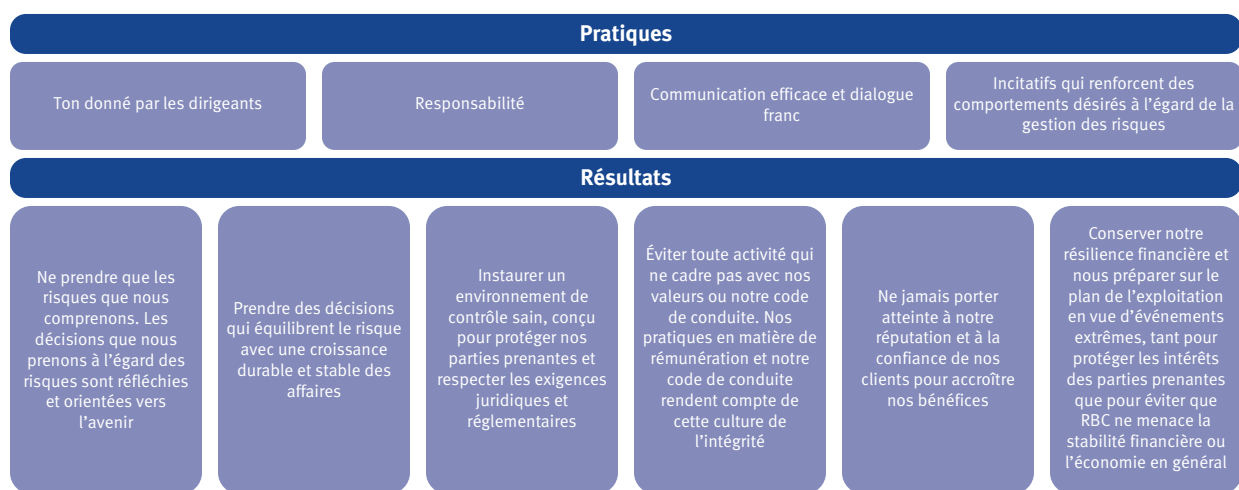 Pratiques
Ton donné par les dirigeants
Responsabilité
Communication efficace et dialogue
franc
Incitatifs qui renforcent des
comportements désirés à l’égard de la
gestion des risques
Résultats
Ne prendre que les
risques que nous
comprenons. Les
décisions que nous
prenons à l’égard des
risques sont réfléchies
et orientées vers
l’avenir
Prendre des décisions
qui équilibrent le risque
avec une croissance
durable et stable des
affaires
Instaurer un
environnement de
contrôle sain, conçu
pour protéger nos
parties prenantes et
respecter les exigences
juridiques et
réglementaires
Éviter toute activité qui
ne cadre pas avec nos
valeurs ou notre code
de conduite. Nos
pratiques en matière de
rémunération et notre
code de conduite
rendent compte de
cette culture de
l’intégrité
Ne jamais porter
atteinte à notre
réputation et à la
confiance de nos
clients pour accroître
nos bénéfices
Conserver notre
résilience financière et
nous préparer sur le
plan de l’exploitation
en vue d’événements
extrêmes, tant pour
protéger les intérêts
des parties prenantes
que pour éviter que
RBC ne menace la
stabilité financière ou
l’économie en général